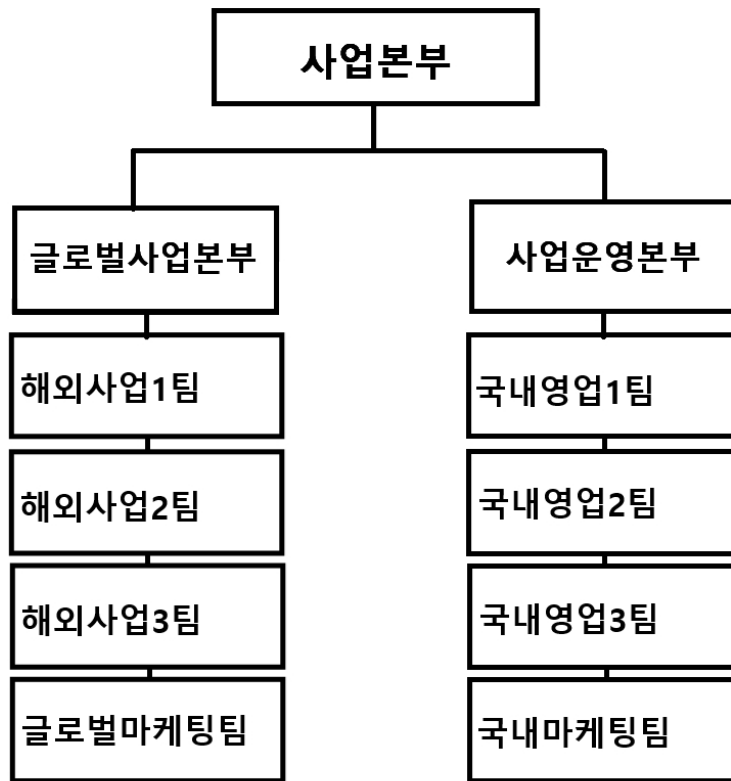 사업본부
글로벌사업본부
사업운영본부
해외사업1팀
국내영업1팀
해외사업2팀
국내영업2팀
해외사업3팀
국내영업3팀
글로벌마케팅팀
국내마케팅팀